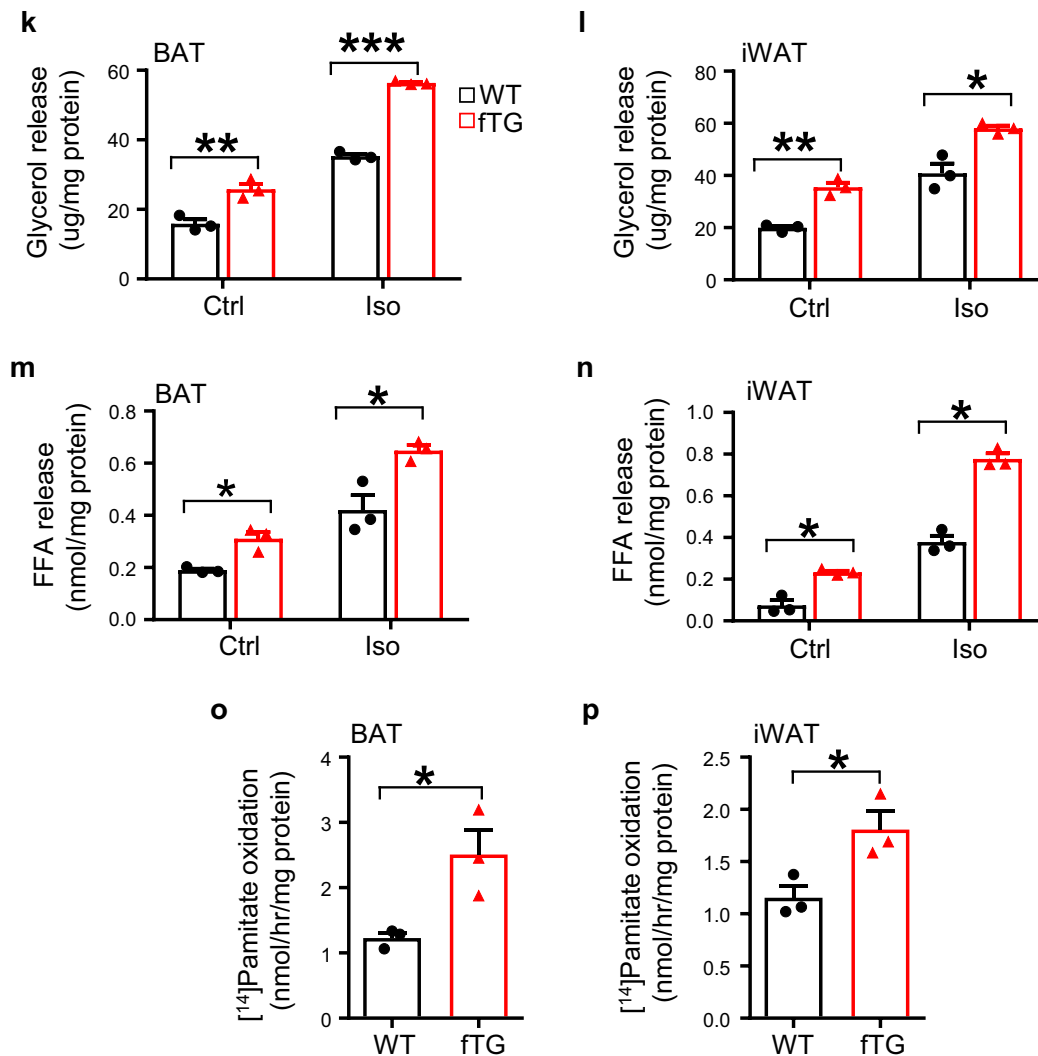 k
BAT
***
**
WT
fTG
Glycerol release
(ug/mg protein)
60
40
20
0
Ctrl Iso
l
iWAT
*
**
Glycerol release
(ug/mg protein)
80
60
40
20
0
Ctrl Iso
m
BAT
*
*
FFA release
(nmol/mg protein)
0.8
0.6
0.4
0.2
0.0
Ctrl Iso
n
iWAT
*
*
FFA release
(nmol/mg protein)
1.0
0.8
0.6
0.4
0.2
0.0
Ctrl Iso
o
BAT
*
[¹⁴]Pamitate oxidation
(nmol/hr/mg protein)
4
3
2
1
0
WT fTG
p
iWAT
*
[¹⁴]Pamitate oxidation
(nmol/hr/mg protein)
2.5
2.0
1.5
1.0
0.5
0.0
WT fTG